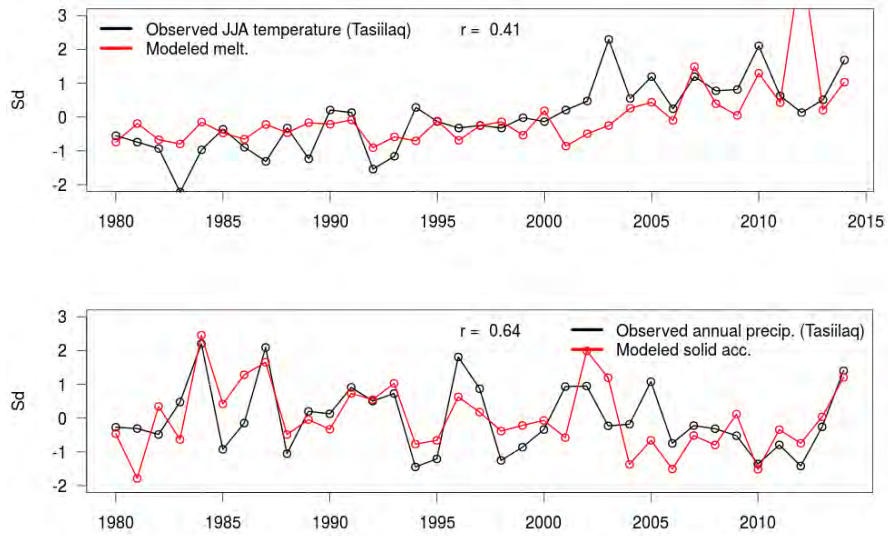 Observed JJA temperature (Tasiilaq)
Modeled melt.
r = 0.41
Sd
3
2
1
0
-1
-2
1980 1985 1990 1995 2000 2005 2010 2015
r = 0.64
Observed annual precip. (Tasiilaq)
Modeled solid acc.
Sd
3
2
1
0
-1
-2
1980 1985 1990 1995 2000 2005 2010